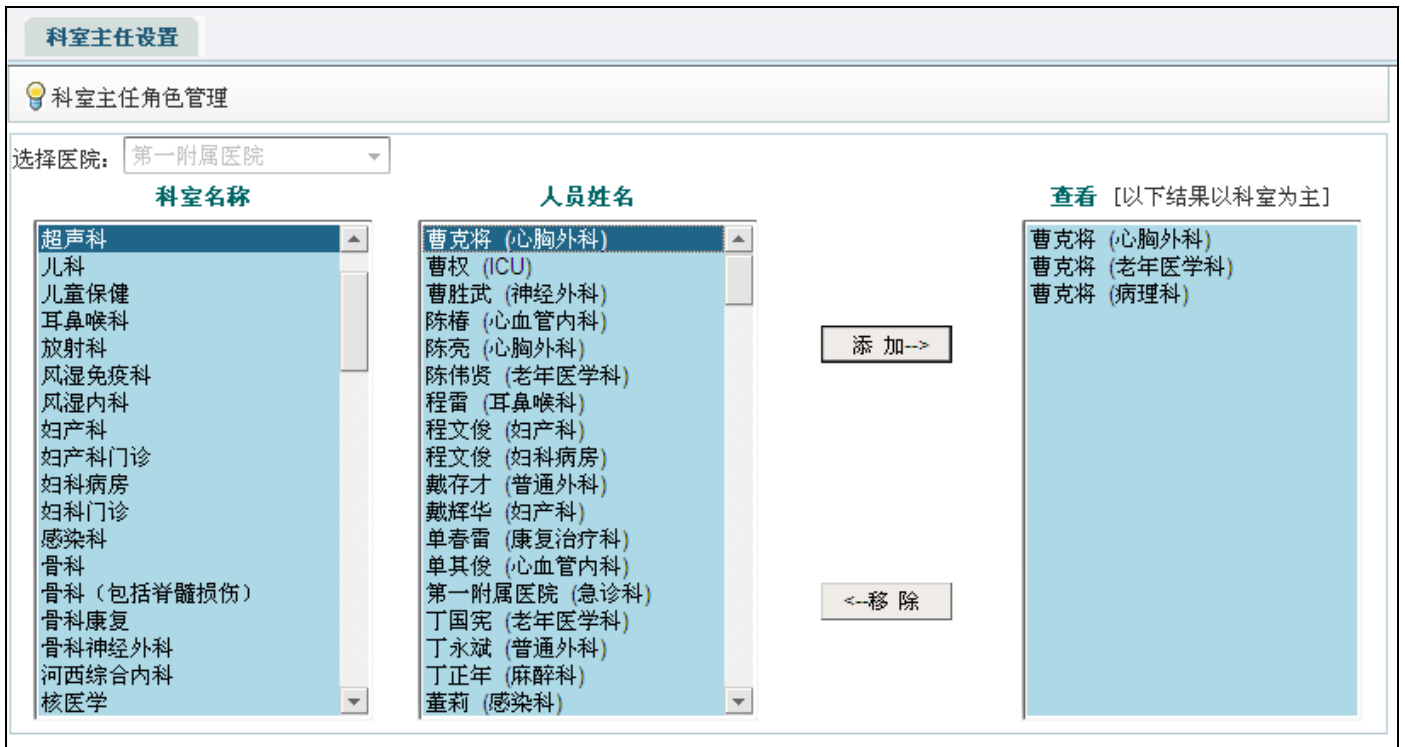 科室主任设置
科室主任角色管理
选择医院: 第一附属医院
科室名称
超声科
儿科
儿童保健
耳鼻喉科
放射科
风湿免疫科
风湿内科
妇产科
妇产科门诊
妇科病房
妇科门诊
感染科
骨科
骨科（包括脊髓损伤）
骨科康复
骨科神经外科
河西综合内科
核医学
人员姓名
曹克将 (心胸外科)
曹权 (ICU)
曹胜武 (神经外科)
陈椿 (心血管内科)
陈亮 (心胸外科)
陈伟贤 (老年医学科)
程雷 (耳鼻喉科)
程文俊 (妇产科)
程文俊 (妇科病房)
戴存才 (普通外科)
戴辉华 (妇产科)
单春雷 (康复治疗科)
单其俊 (心血管内科)
第一附属医院 (急诊科)
丁国宪 (老年医学科)
丁永斌 (普通外科)
丁正年 (麻醉科)
董莉 (感染科)
添 加-->
<--移 除
查看 [以下结果以科室为主]
曹克将 (心胸外科)
曹克将 (老年医学科)
曹克将 (病理科)